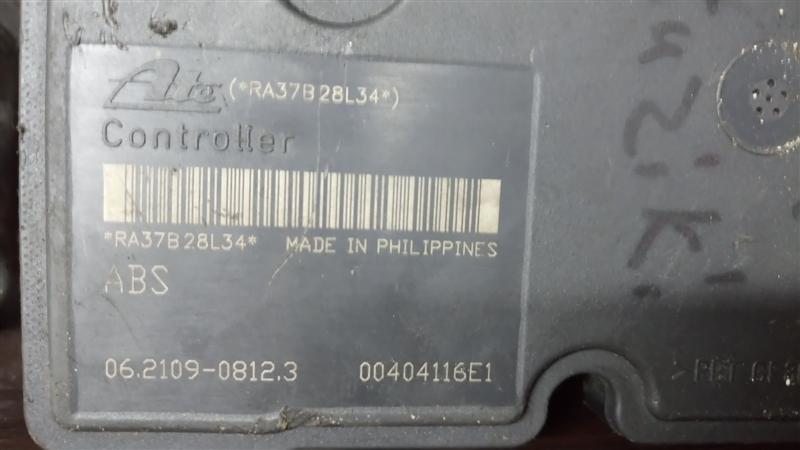 Ate (*RA37B28L34*)
Controller
*RA37B28L34* MADE IN PHILIPPINES
ABS
06.2109-0812.3 00404116E1